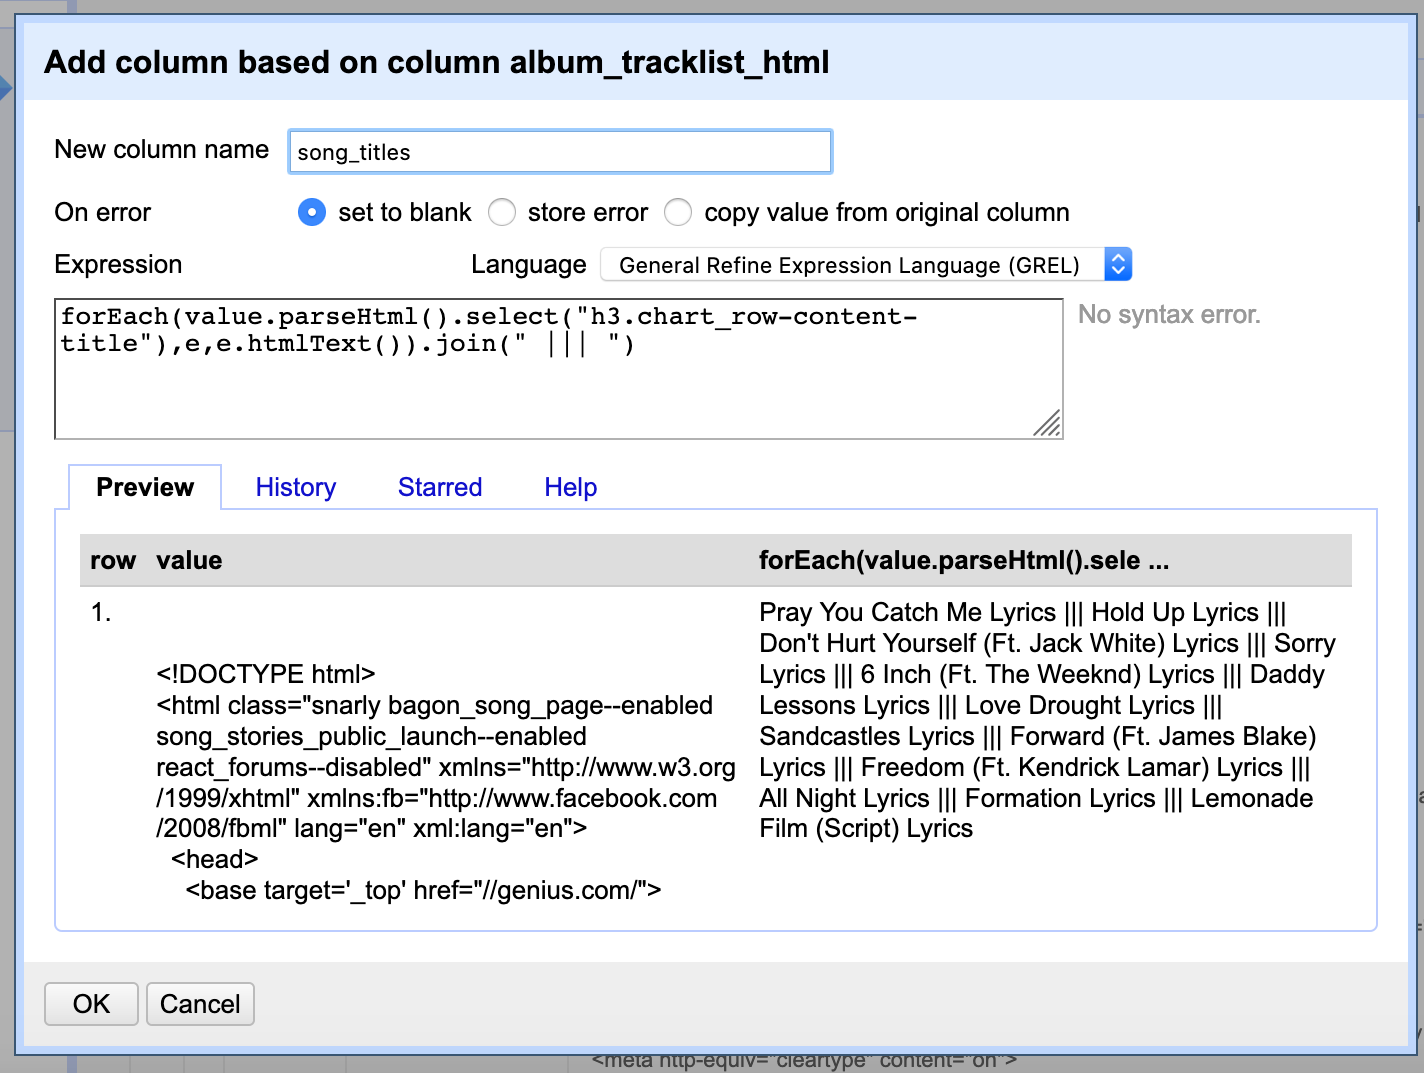 Add column based on column album_tracklist_html
New column name song_titles
On error set to blank store error copy value from original column
Expression Language General Refine Expression Language (GREL)
forEach(value.parseHtml().select("h3.chart_row-content-
title"),e,e.htmlText()).join(" ||| ")
No syntax error.
Preview History Starred Help
row value forEach(value.parseHtml().sele ...
1.
<!DOCTYPE html>
<html class="snarly bagon_song_page--enabled
song_stories_public_launch--enabled
react_forums--disabled" xmlns="http://www.w3.org
/1999/xhtml" xmlns:fb="http://www.facebook.com
/2008/fbml" lang="en" xml:lang="en">
<head>
<base target='_top' href="//genius.com/">
Pray You Catch Me Lyrics ||| Hold Up Lyrics |||
Don't Hurt Yourself (Ft. Jack White) Lyrics ||| Sorry
Lyrics ||| 6 Inch (Ft. The Weeknd) Lyrics ||| Daddy
Lessons Lyrics ||| Love Drought Lyrics |||
Sandcastles Lyrics ||| Forward (Ft. James Blake)
Lyrics ||| Freedom (Ft. Kendrick Lamar) Lyrics |||
All Night Lyrics ||| Formation Lyrics ||| Lemonade
Film (Script) Lyrics
OK Cancel
<meta http-equiv="cleartype" content="on">